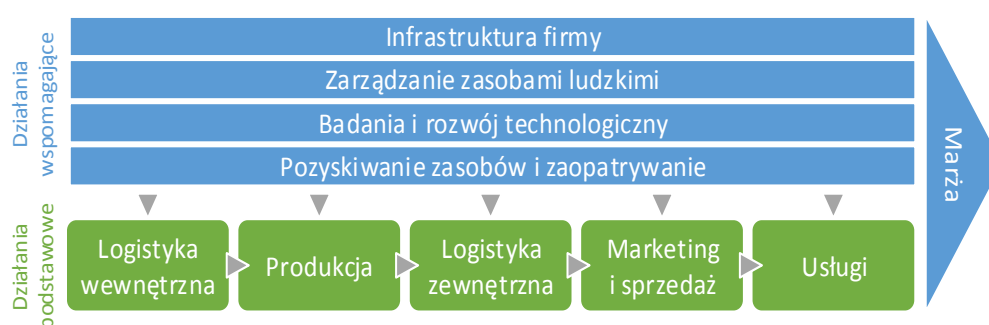 Działania
wspomagające
Infrastruktura firmy
Zarządzanie zasobami ludzkimi
Badania i rozwój technologiczny
Pozyskiwanie zasobów i zaopatrywanie
Marża
Działania
podstawowe
Logistyka
wewnętrzna
Produkcja
Logistyka
zewnętrzna
Marketing
i sprzedaż
Usługi